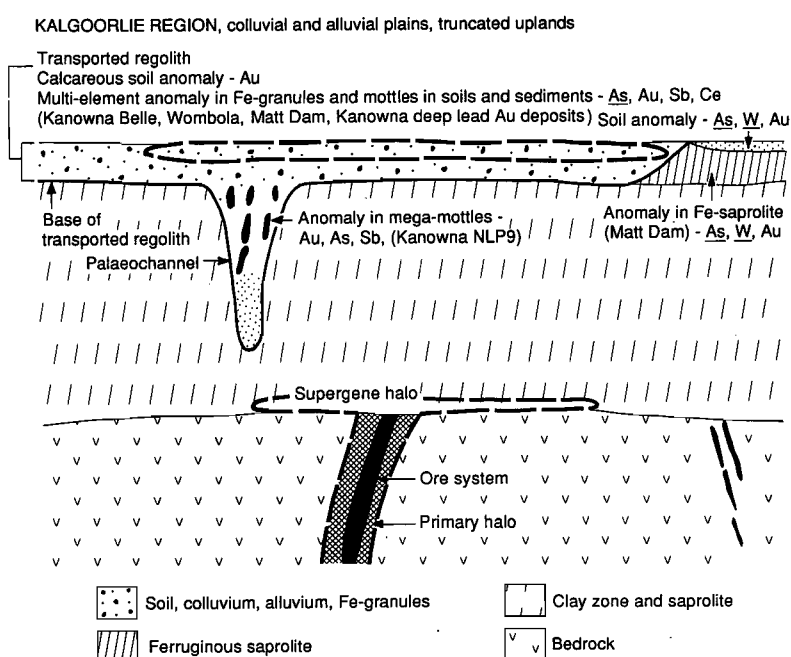 KALGOORLIE REGION, colluvial and alluvial plains, truncated uplands
Transported regolith
Calcareous soil anomaly - Au
Multi-element anomaly in Fe-granules and mottles in soils and sediments - As, Au, Sb, Ce
(Kanowna Belle, Wombola, Matt Dam, Kanowna deep lead Au deposits)
Soil anomaly - As, W, Au
Base of
transported regolith
Palaeochannel
Anomaly in mega-mottles -
Au, As, Sb, (Kanowna NLP9)
Anomaly in Fe-saprolite
(Matt Dam) - As, W, Au
Supergene halo
Ore system
Primary halo
Soil, colluvium, alluvium, Fe-granules
Clay zone and saprolite
Ferruginous saprolite
Bedrock